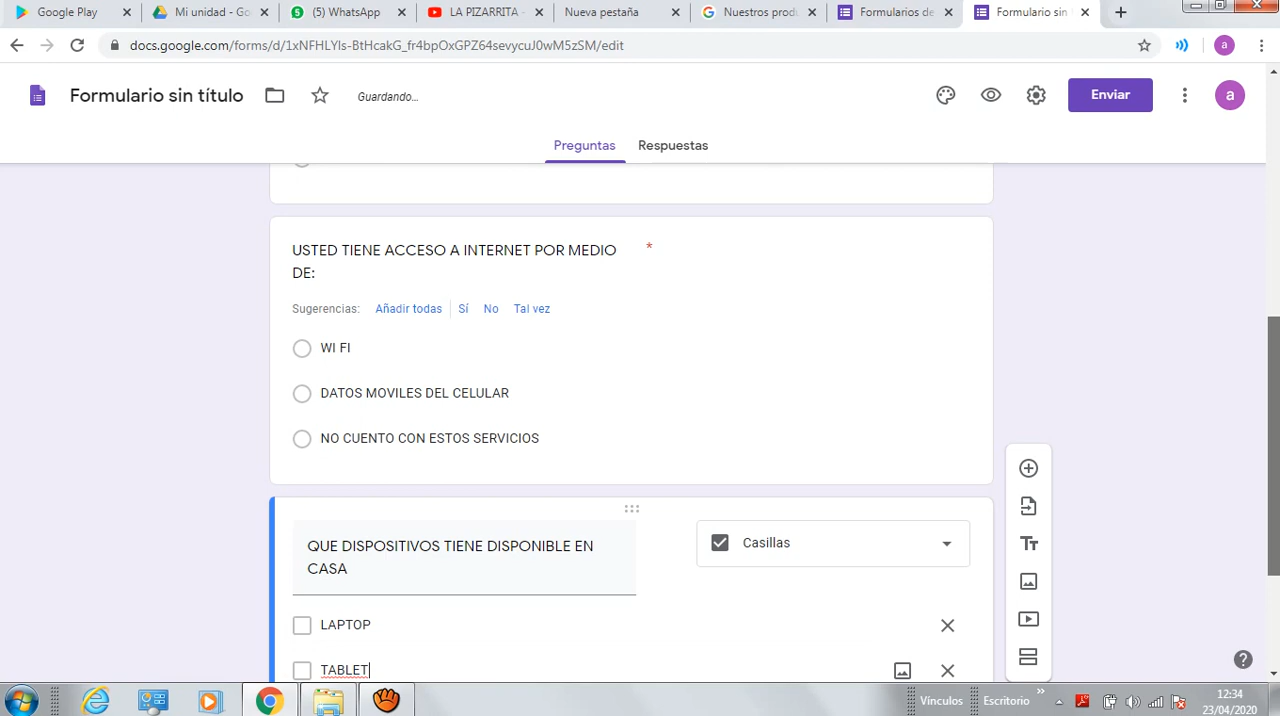 Google Play
Mi unidad - Go
(5) WhatsApp
LA PIZARRITA -
Nueva pestaña
Nuestros prod
Formularios de
Formulario sin
docs.google.com/forms/d/1xNFHLYls-BtHcakG_fr4bpOxGPZ64sevycuJ0wM5zSM/edit
a
Formulario sin título
Guardando...
Enviar
a
Preguntas
Respuestas
USTED TIENE ACCESO A INTERNET POR MEDIO *
DE:
Sugerencias: Añadir todas Sí No Tal vez
WI FI
DATOS MOVILES DEL CELULAR
NO CUENTO CON ESTOS SERVICIOS
QUE DISPOSITIVOS TIENE DISPONIBLE EN
CASA
Casillas
LAPTOP
TABLET
Vínculos
Escritorio
12:34
23/04/2020